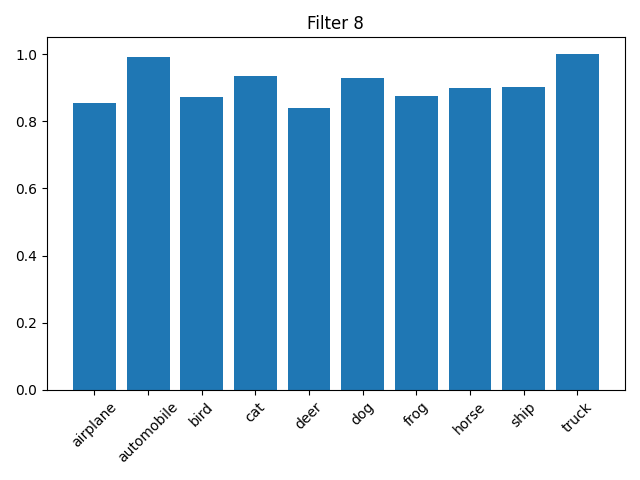 Filter 8
1.0
0.8
0.6
0.4
0.2
0.0
airplane
automobile
bird
cat
deer
dog
frog
horse
ship
truck